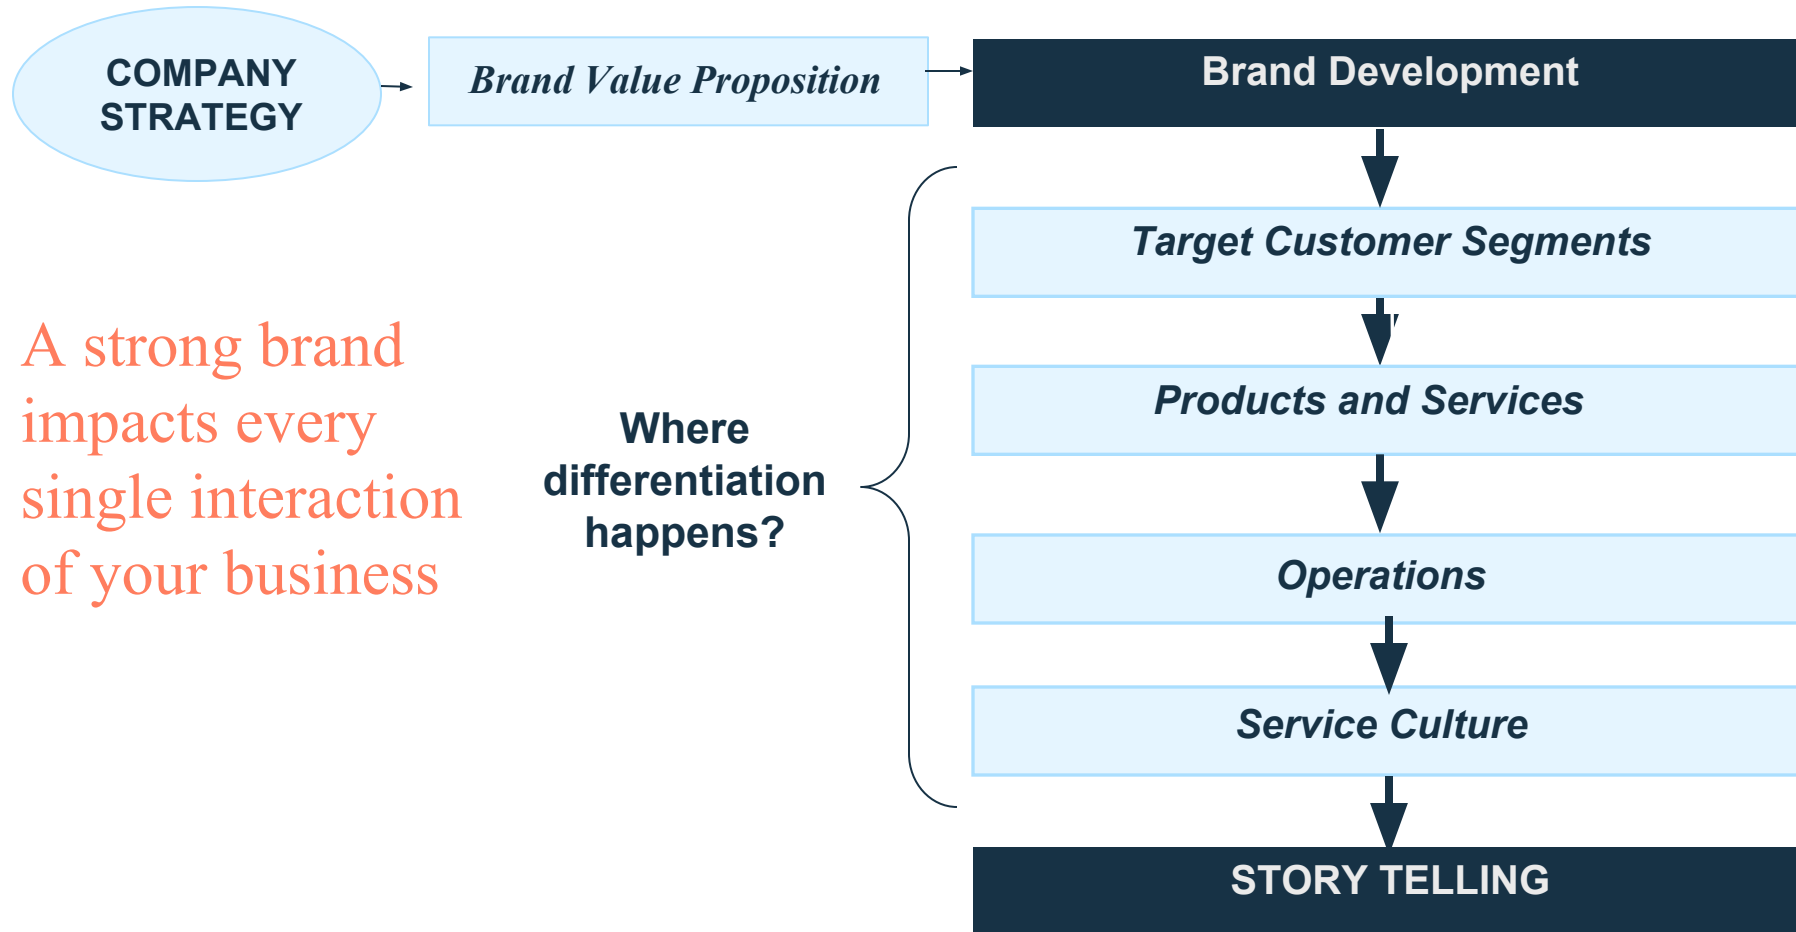 COMPANY
STRATEGY
Brand Value Proposition
Brand Development
Target Customer Segments
Products and Services
Operations
Service Culture
STORY TELLING
Where
differentiation
happens?
A strong brand
impacts every
single interaction
of your business